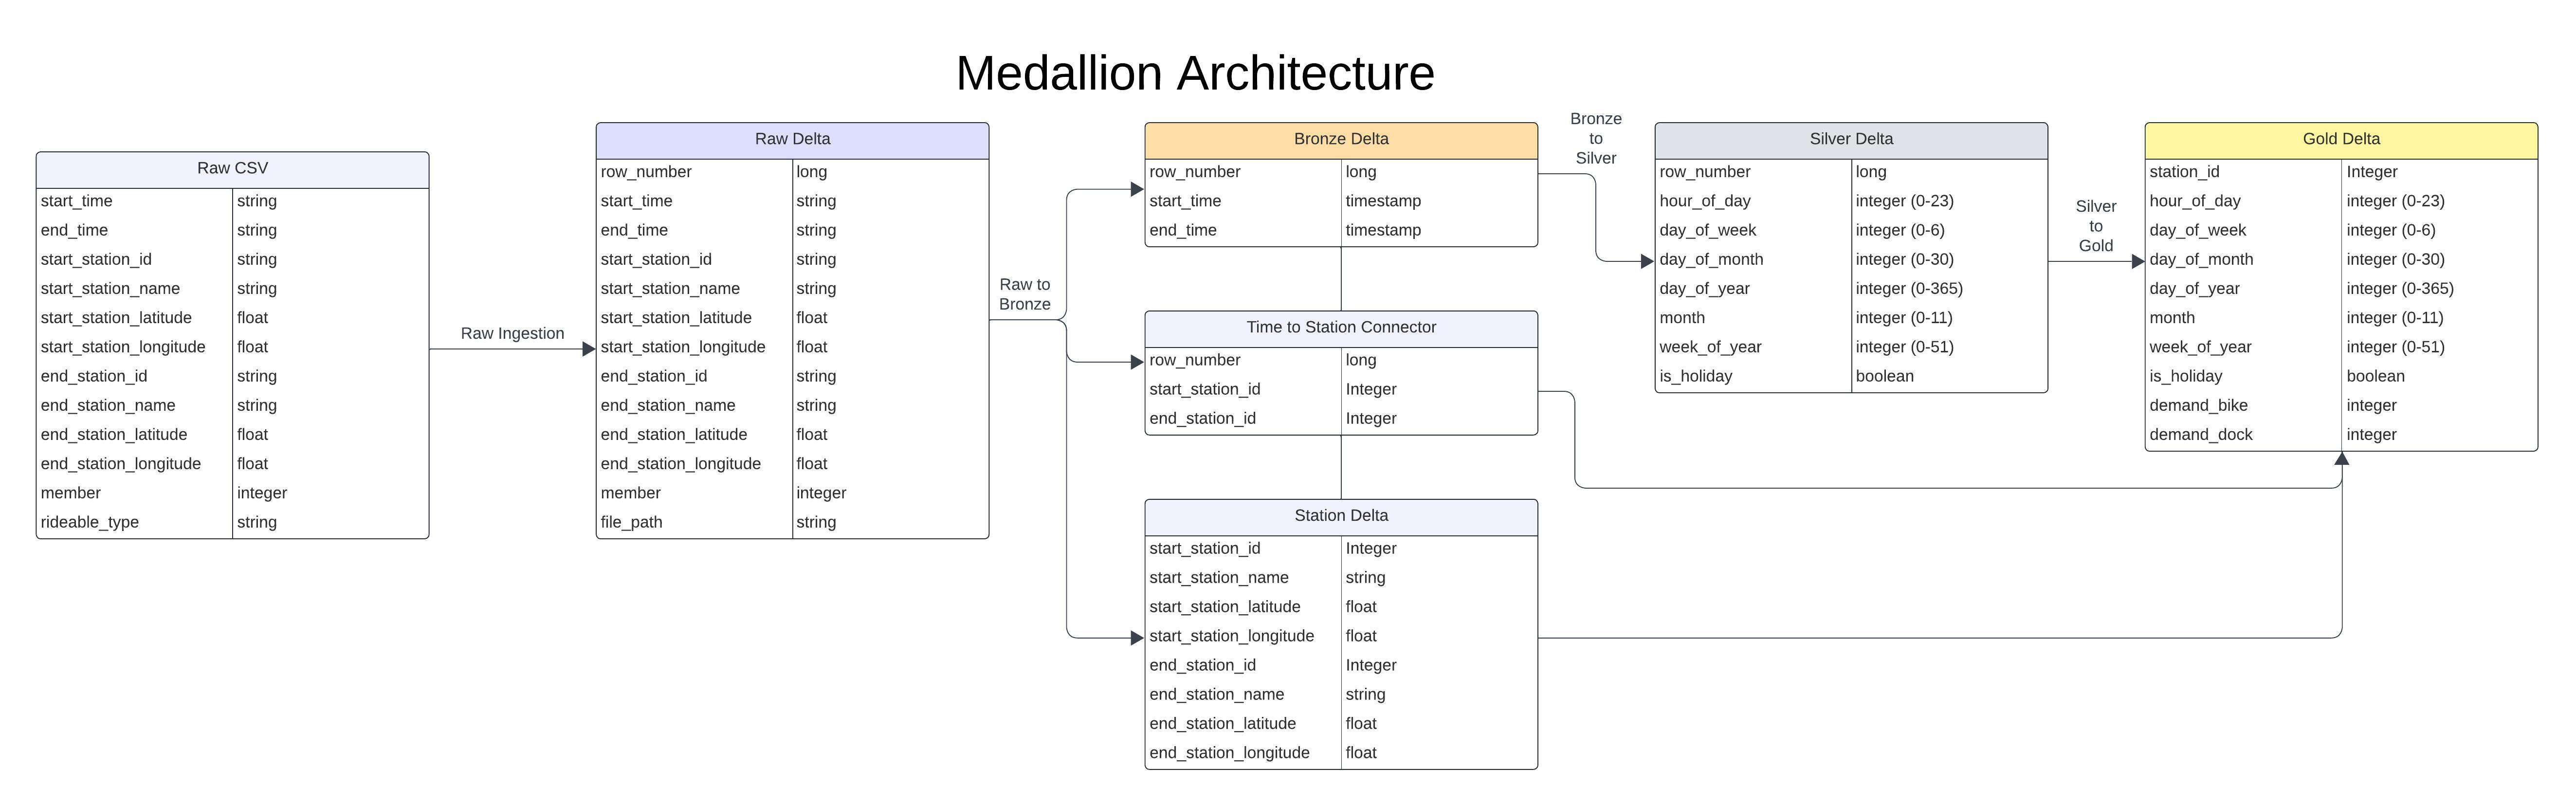 Medallion Architecture
Raw CSV
start_time string
end_time string
start_station_id string
start_station_name string
start_station_latitude float
start_station_longitude float
end_station_id string
end_station_name string
end_station_latitude float
end_station_longitude float
member integer
rideable_type string
Raw Ingestion
Raw Delta
row_number long
start_time string
end_time string
start_station_id string
start_station_name string
start_station_latitude float
start_station_longitude float
end_station_id string
end_station_name string
end_station_latitude float
end_station_longitude float
member integer
file_path string
Raw to
Bronze
Bronze Delta
row_number long
start_time timestamp
end_time timestamp
Time to Station Connector
row_number long
start_station_id Integer
end_station_id Integer
Station Delta
start_station_id Integer
start_station_name string
start_station_latitude float
start_station_longitude float
end_station_id Integer
end_station_name string
end_station_latitude float
end_station_longitude float
Bronze
to
Silver
Silver Delta
row_number long
hour_of_day integer (0-23)
day_of_week integer (0-6)
day_of_month integer (0-30)
day_of_year integer (0-365)
month integer (0-11)
week_of_year integer (0-51)
is_holiday boolean
Silver
to
Gold
Gold Delta
station_id Integer
hour_of_day integer (0-23)
day_of_week integer (0-6)
day_of_month integer (0-30)
day_of_year integer (0-365)
month integer (0-11)
week_of_year integer (0-51)
is_holiday boolean
demand_bike integer
demand_dock integer